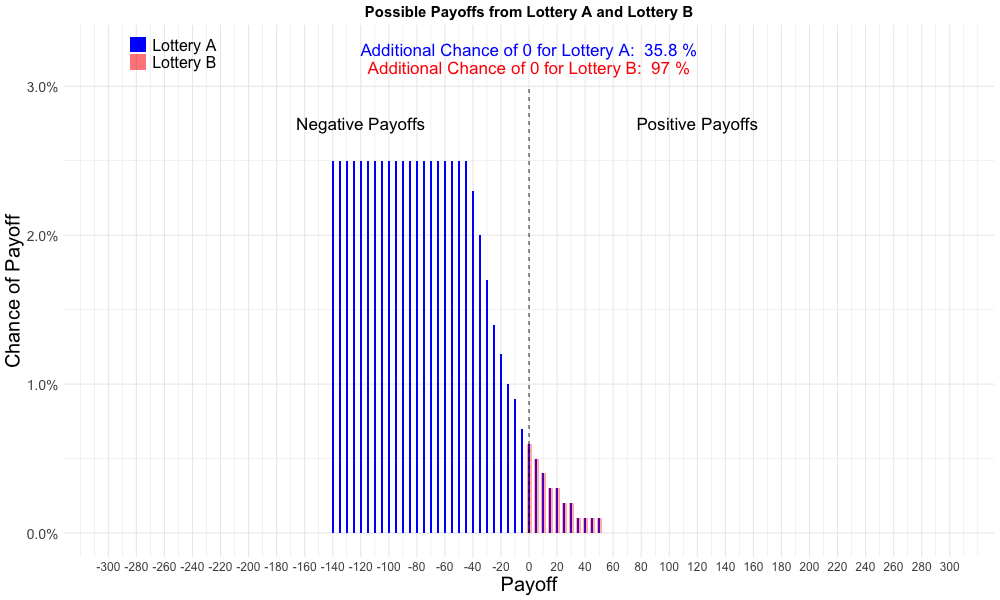 Possible Payoffs from Lottery A and Lottery B
Lottery A
Lottery B
Additional Chance of 0 for Lottery A: 35.8 %
Additional Chance of 0 for Lottery B: 97 %
Negative Payoffs
Positive Payoffs
Chance of Payoff
3.0%
2.0%
1.0%
0.0%
-300 -280 -260 -240 -220 -200 -180 -160 -140 -120 -100 -80 -60 -40 -20 0 20 40 60 80 100 120 140 160 180 200 220 240 260 280 300
Payoff